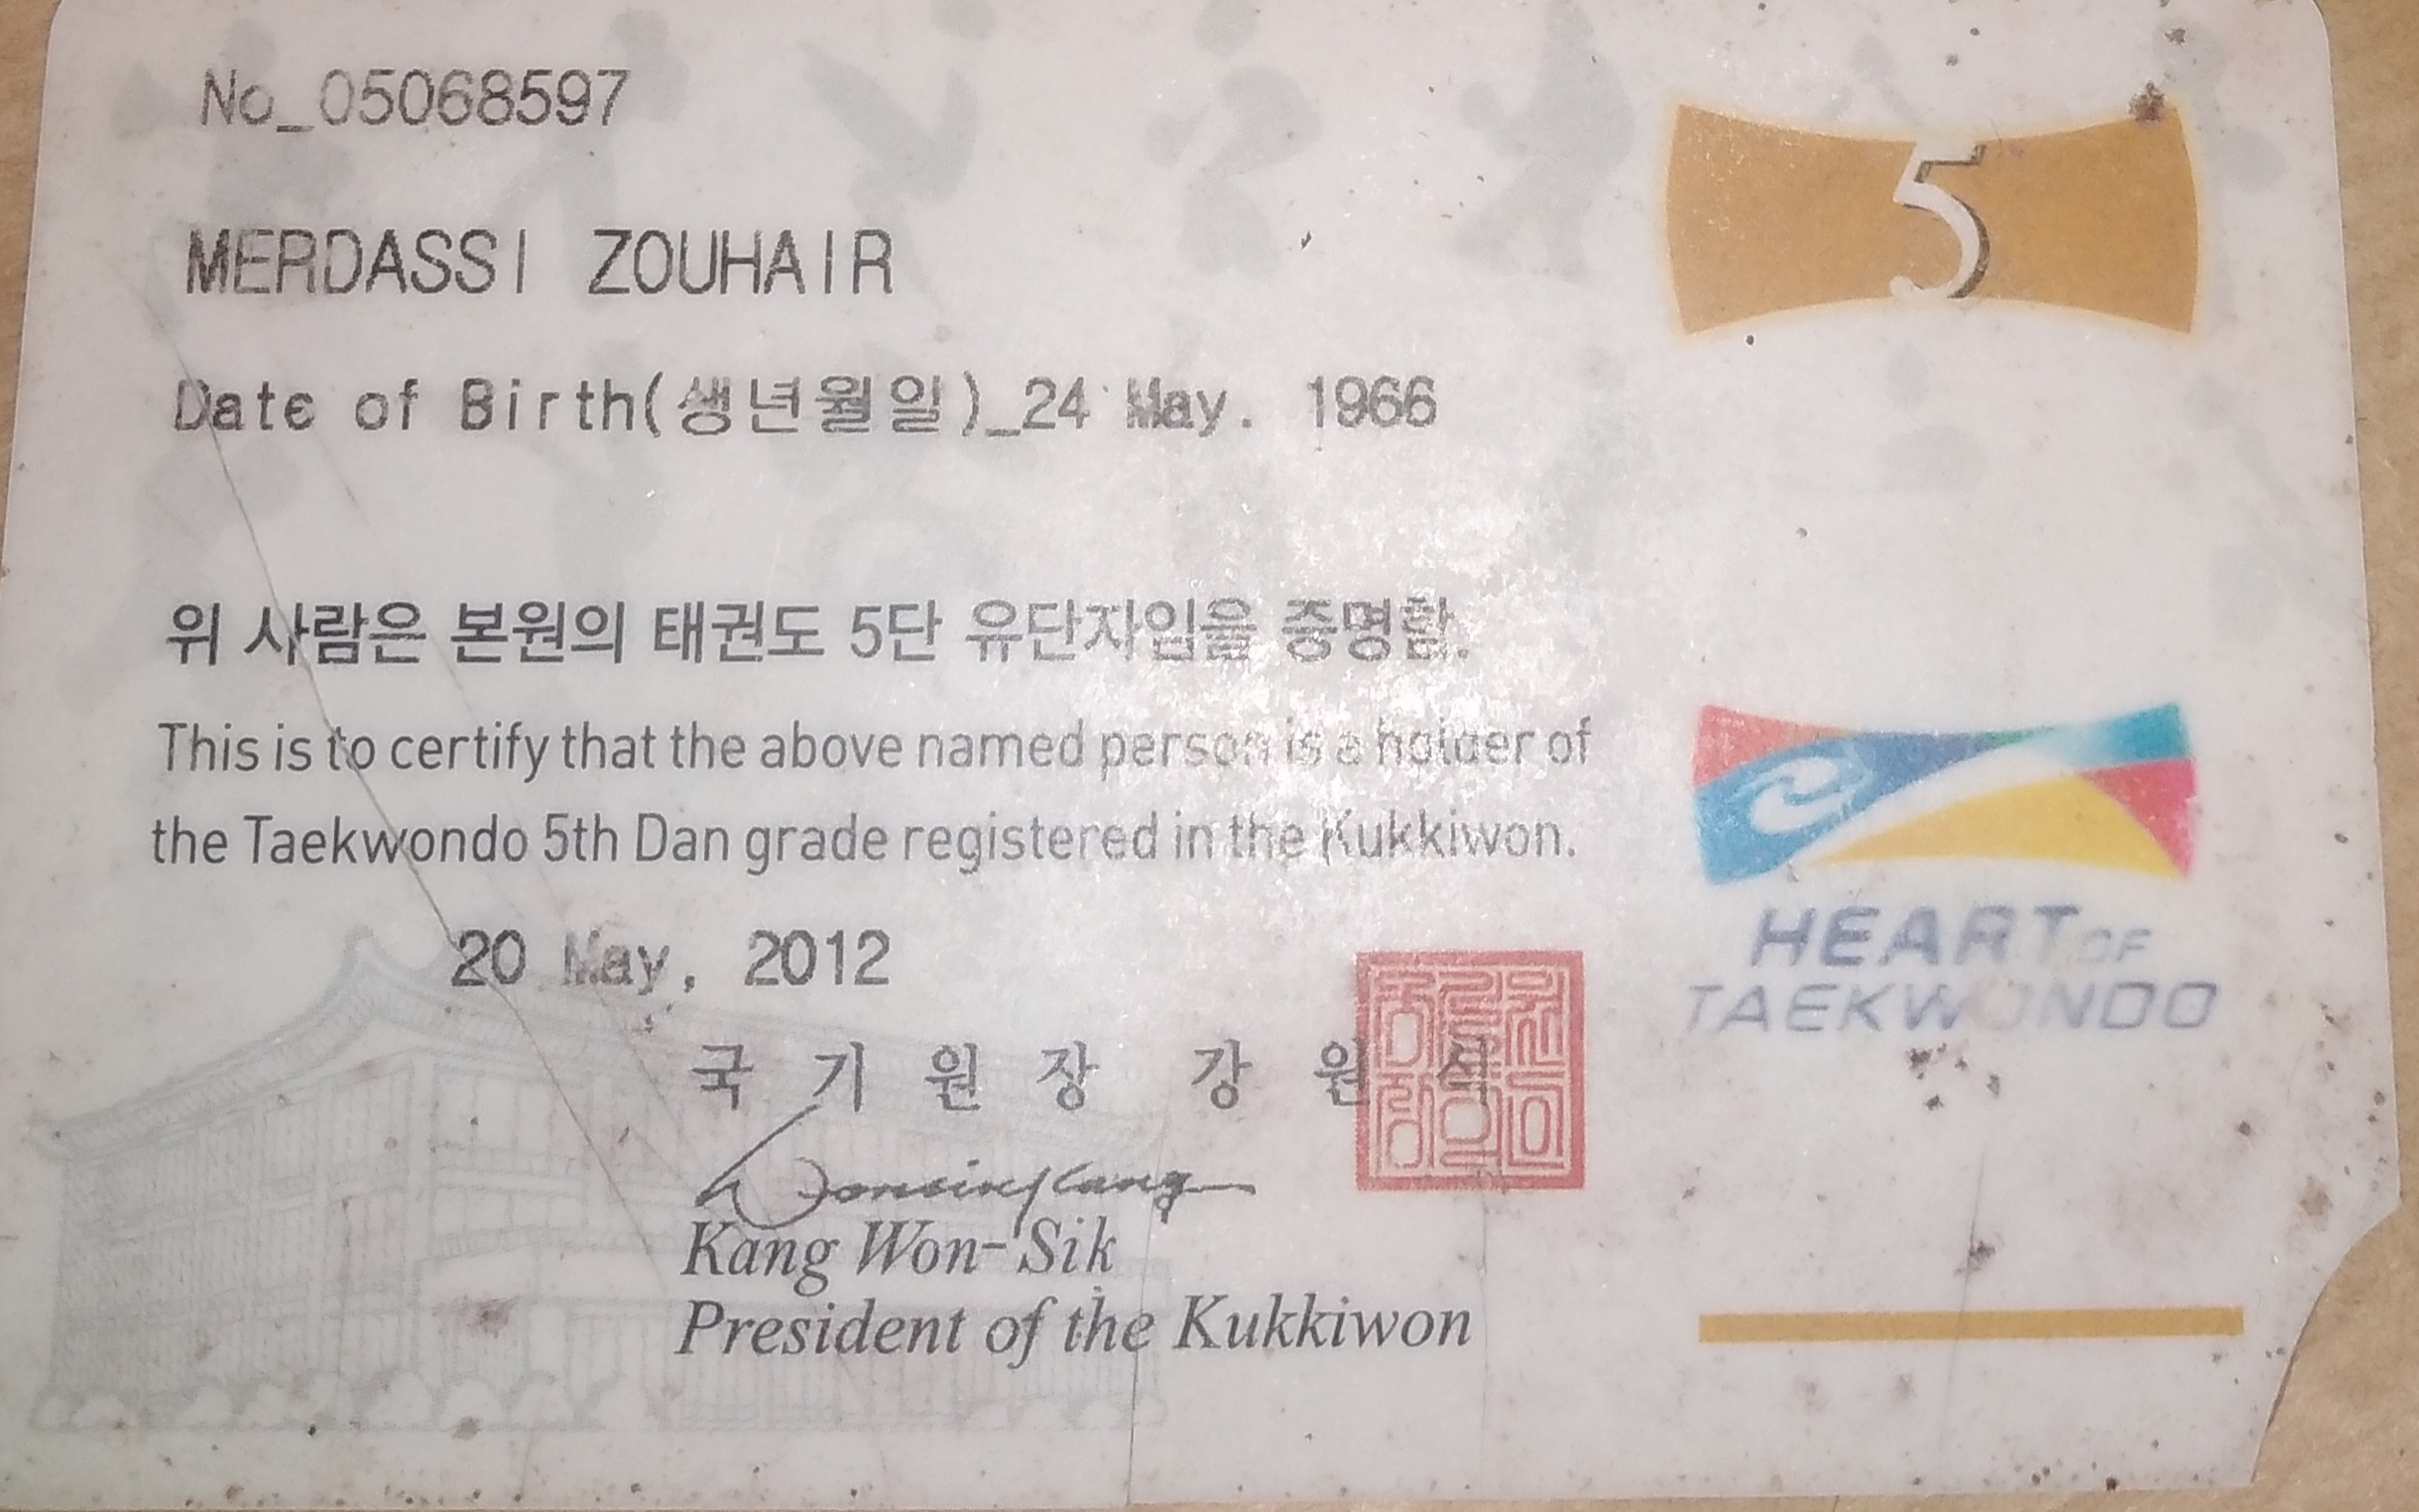 No_05068597
5
MERDASSI ZOUHAIR
Date of Birth(생년월일)_24 May. 1966
위 사람은 본원의 태권도 5단 유단자임을 증명함.
This is to certify that the above named person is a holder of
the Taekwondo 5th Dan grade registered in the Kukkiwon.
HEART OF
TAEKWONDO
20 May, 2012
국 기 원 장 강 원 식
Kang Won-Sik
President of the Kukkiwon